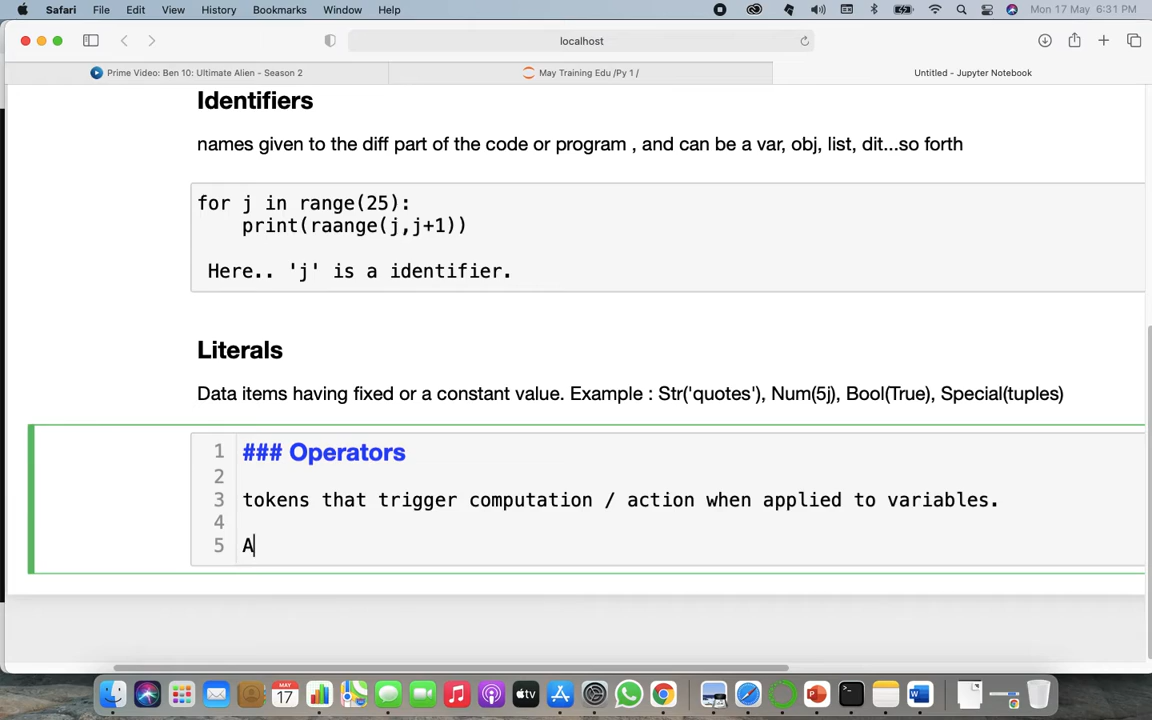 Safari File Edit View History Bookmarks Window Help Mon 17 May 6:31 PM
localhost
Prime Video: Ben 10: Ultimate Alien - Season 2 May Training Edu /Py 1 / Untitled - Jupyter Notebook
Identifiers
names given to the diff part of the code or program , and can be a var, obj, list, dit...so forth
for j in range(25):
print(raange(j,j+1))
Here.. 'j' is a identifier.
Literals
Data items having fixed or a constant value. Example : Str('quotes'), Num(5j), Bool(True), Special(tuples)
1 ### Operators
2
3 tokens that trigger computation / action when applied to variables.
4
5 A
MAY
17
tv